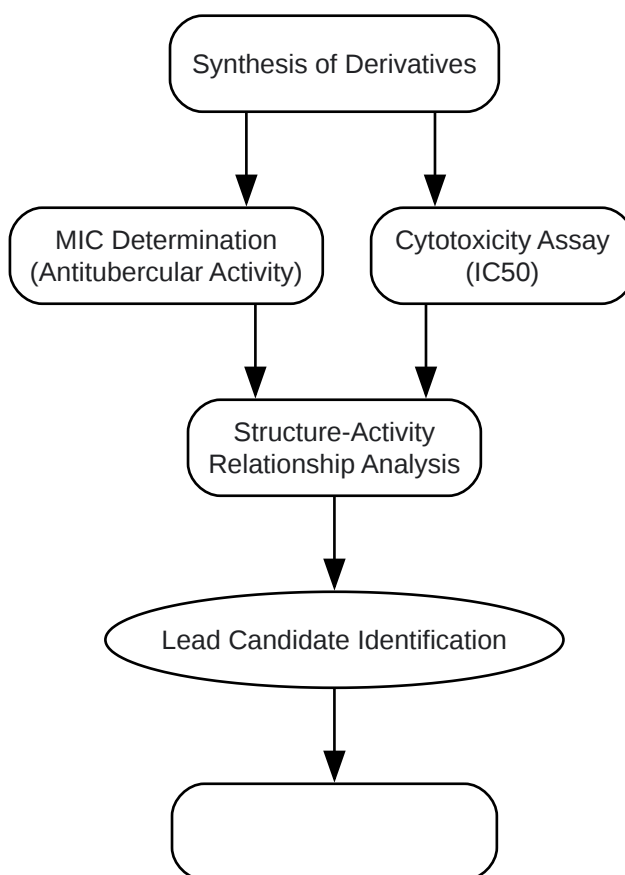 Synthesis of Derivatives
MIC Determination
(Antitubercular Activity)
Cytotoxicity Assay
(IC50)
Structure-Activity
Relationship Analysis
Lead Candidate Identification